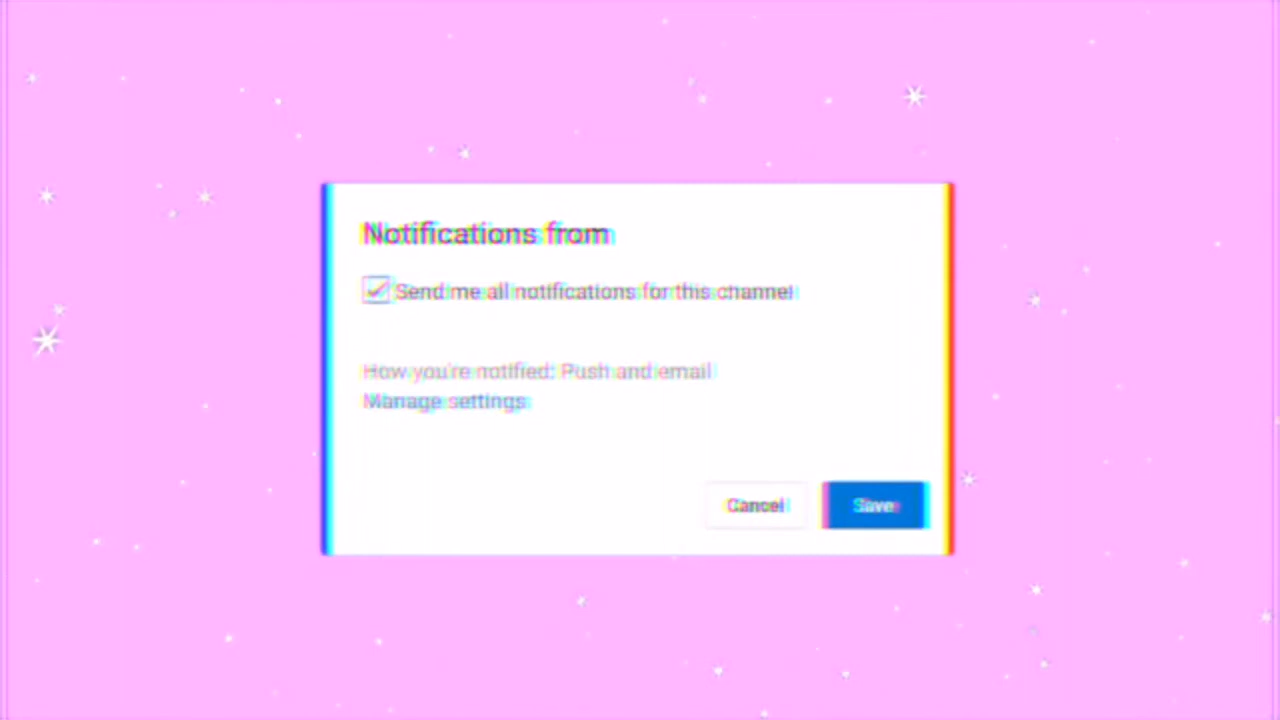 Notifications from
Send me all notifications for this channel
How you're notified: Push and email
Manage settings
Cancel
Save